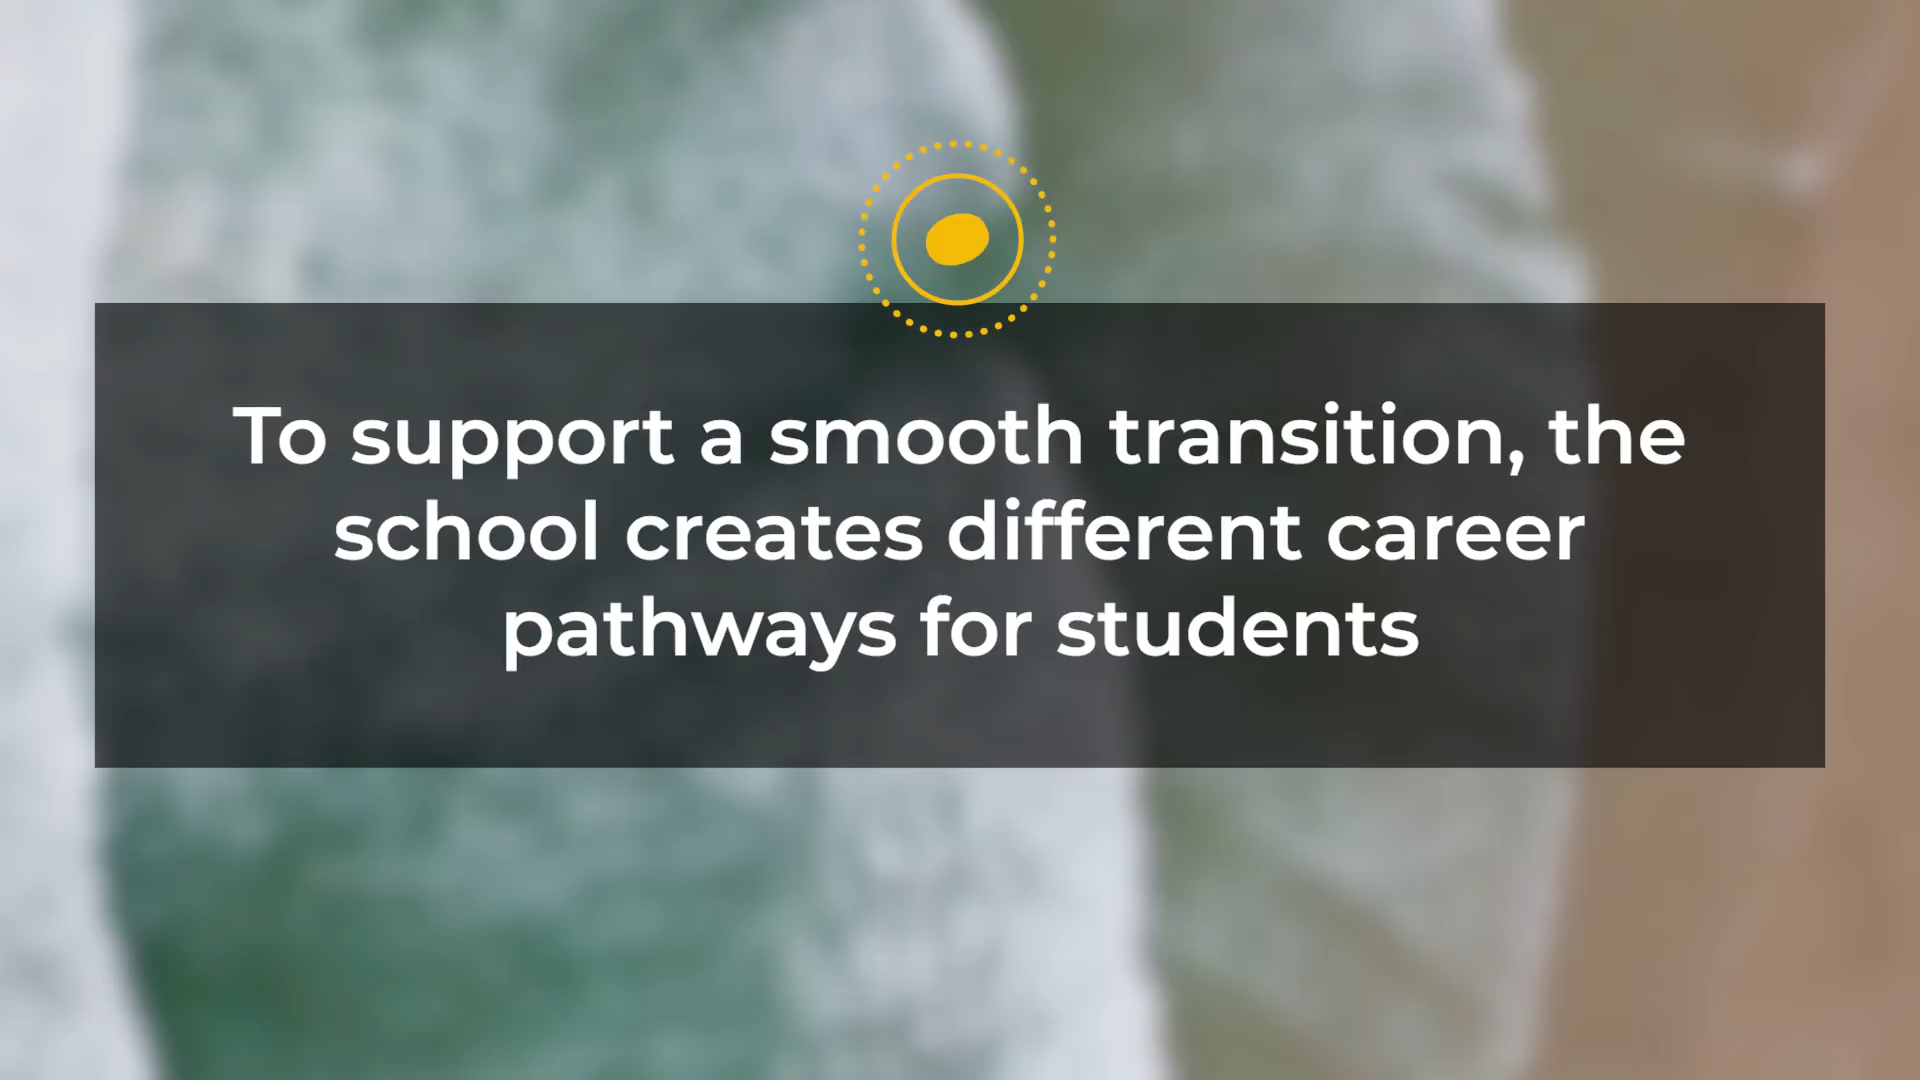 To support a smooth transition, the
school creates different career
pathways for students